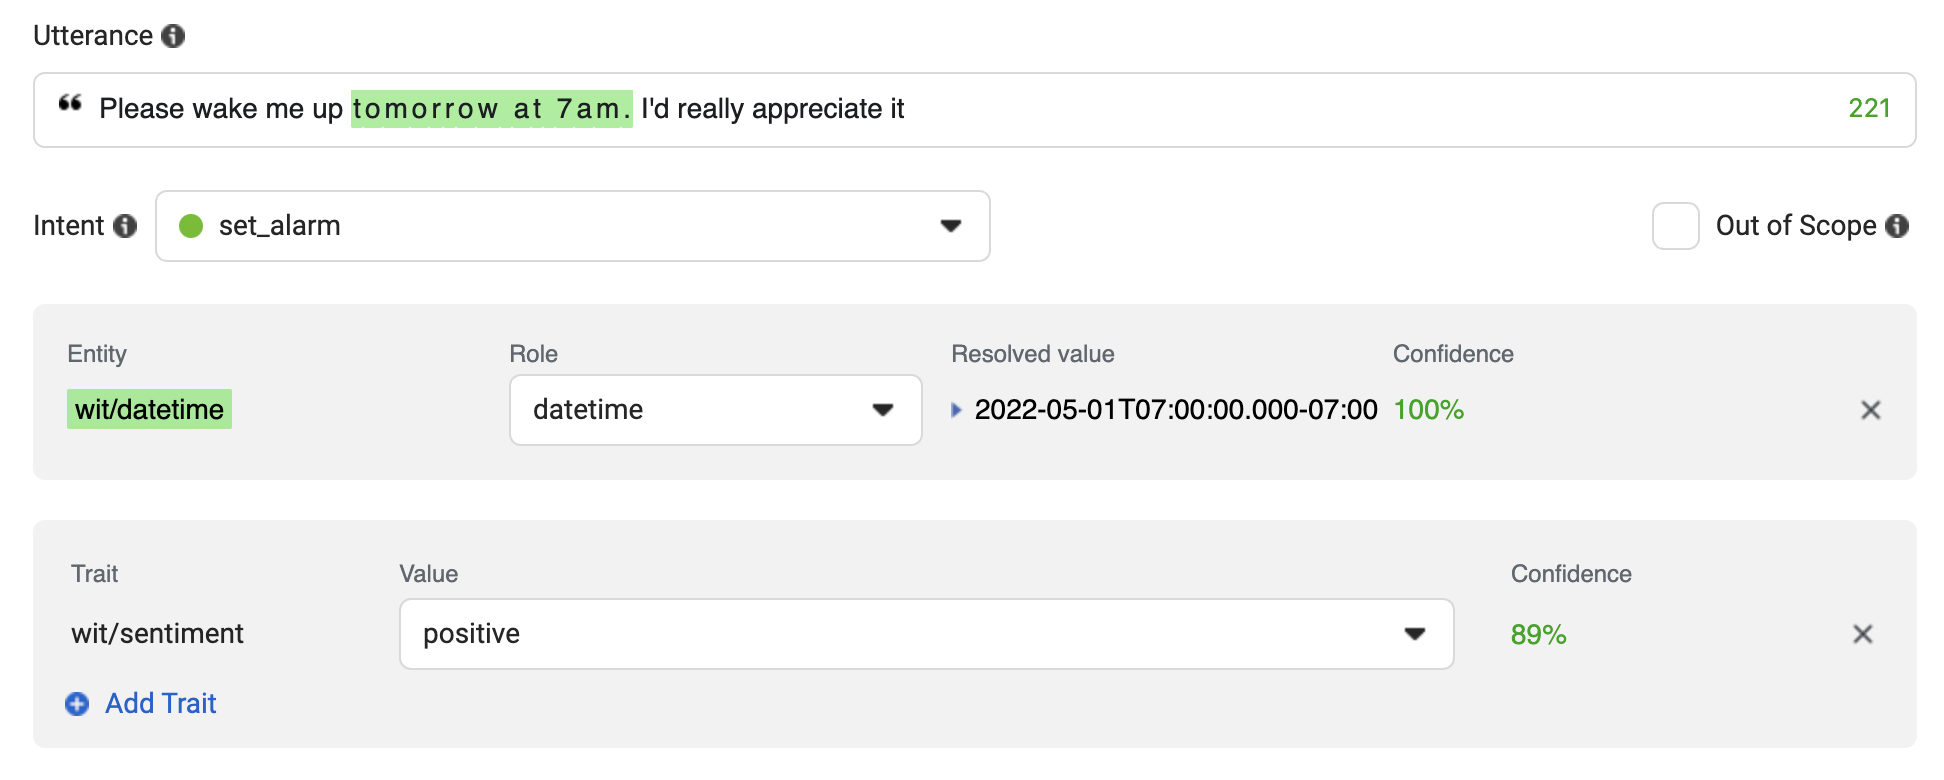 Utterance
❝ Please wake me up tomorrow at 7am. I'd really appreciate it 221
Intent set_alarm Out of Scope
Entity Role Resolved value Confidence
wit/datetime datetime 2022-05-01T07:00:00.000-07:00 100%
Trait Value Confidence
wit/sentiment positive 89%
Add Trait